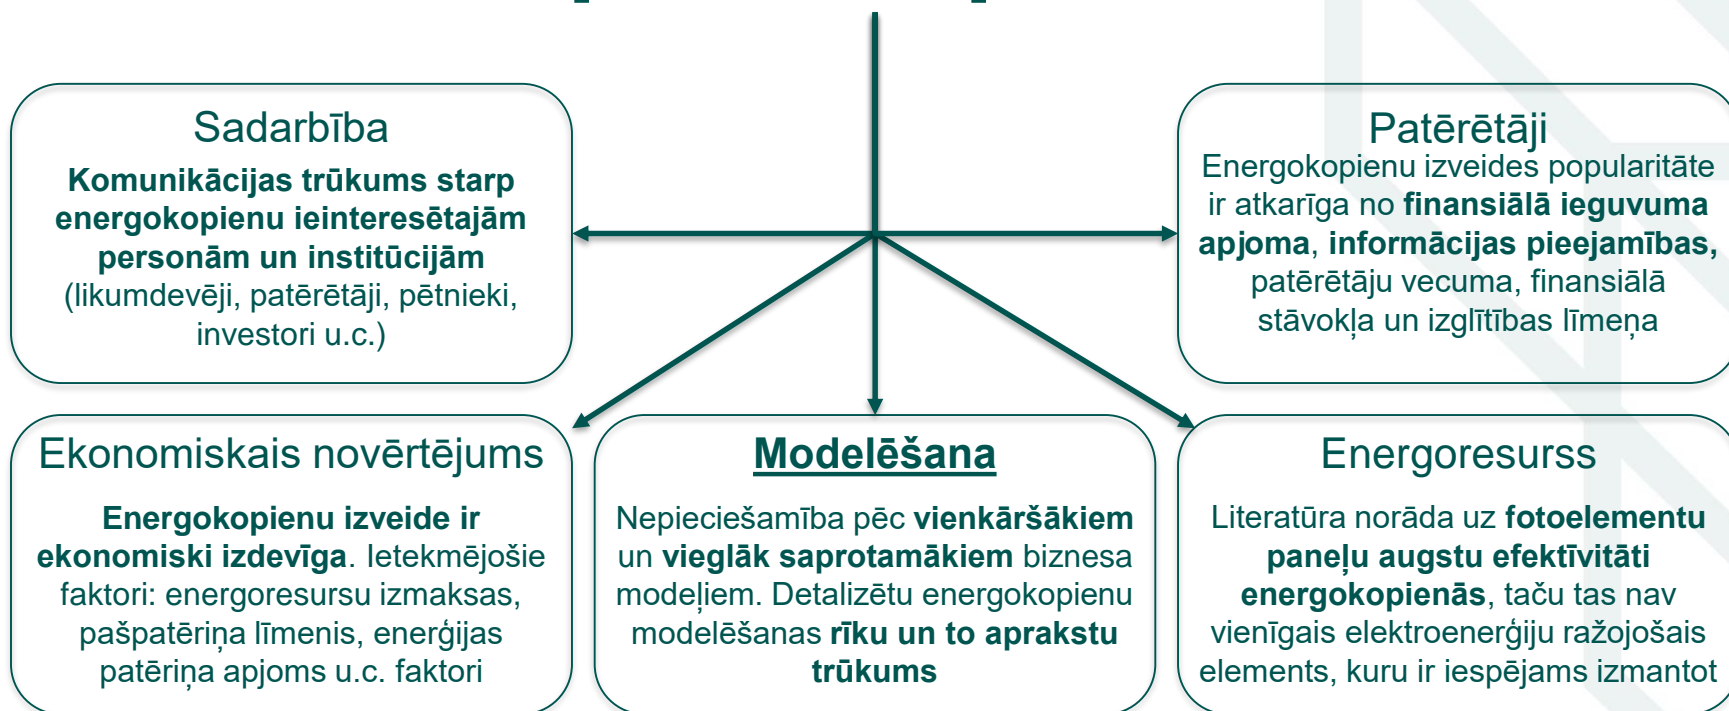 Sadarbība
Komunikācijas trūkums starp
energokopienu ieinteresētajām
personām un institūcijām
(likumdevēji, patērētāji, pētnieki,
investori u.c.)
Patērētāji
Energokopienu izveides popularitāte
ir atkarīga no finansiālā ieguvuma
apjoma, informācijas pieejamības,
patērētāju vecuma, finansiālā
stāvokļa un izglītības līmeņa
Ekonomiskais novērtējums
Energokopienu izveide ir
ekonomiski izdevīga. Ietekmējošie
faktori: energoresursu izmaksas,
pašpatēriņa līmenis, enerģijas
patēriņa apjoms u.c. faktori
Modelēšana
Nepieciešamība pēc vienkāršākiem
un vieglāk saprotamākiem biznesa
modeļiem. Detalizētu energokopienu
modelēšanas rīku un to aprakstu
trūkums
Energoresurss
Literatūra norāda uz fotoelementu
paneļu augstu efektīvitāti
energokopienās, taču tas nav
vienīgais elektroenerģiju ražojošais
elements, kuru ir iespējams izmantot